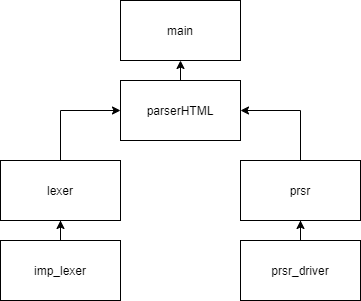 main
parserHTML
lexer
prsr
imp_lexer
prsr_driver